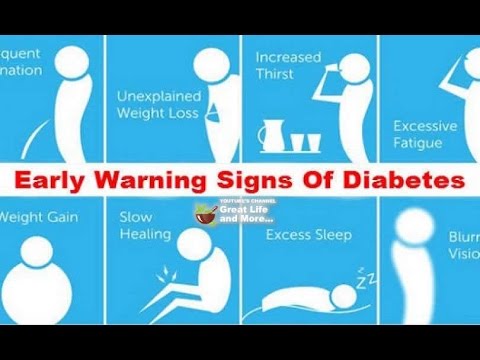 quent
nation
Unexplained
Weight Loss
Increased
Thirst
Excessive
Fatigue
Early Warning Signs Of Diabetes
YOUTUBE'S CHANNEL
Great Life
and More...
Weight Gain
Slow
Healing
Excess Sleep
ZZ
Blurr
Visio